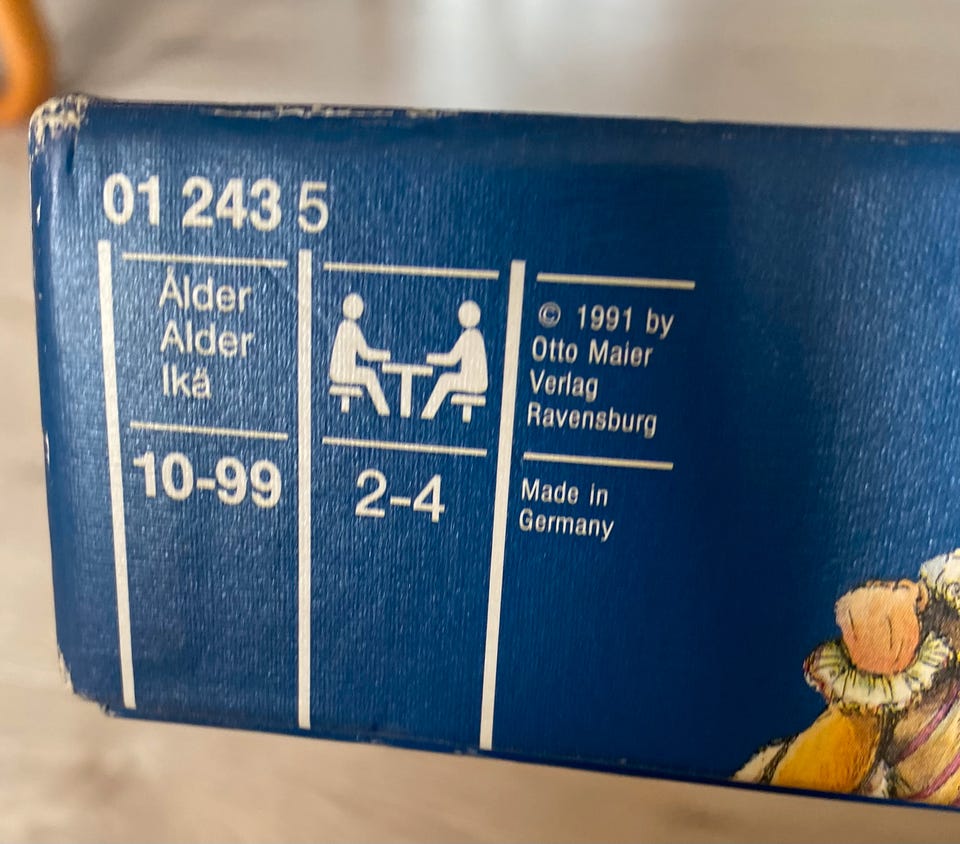 01 243 5
Ålder
Alder
Ikä
10-99
2-4
© 1991 by
Otto Maier
Verlag
Ravensburg
Made in
Germany